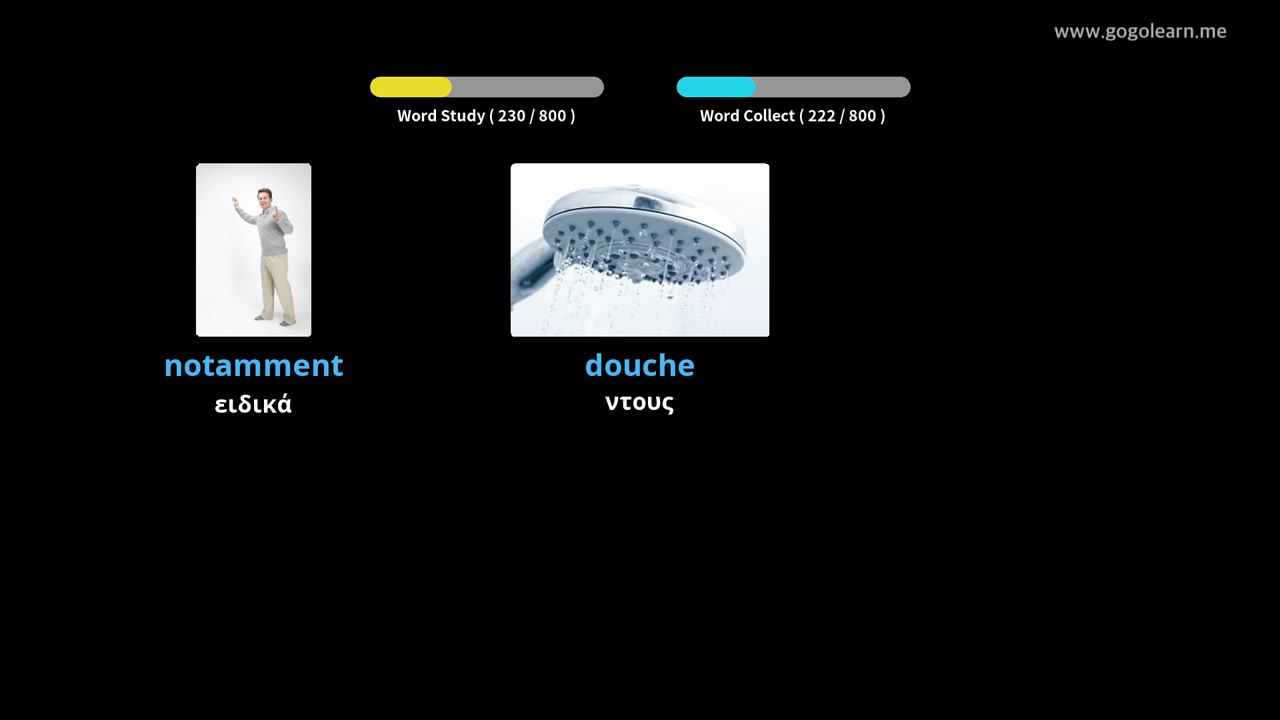 www.gogolearn.me
Word Study ( 230 / 800 )
Word Collect ( 222 / 800 )
notamment
ειδικά
douche
ντους